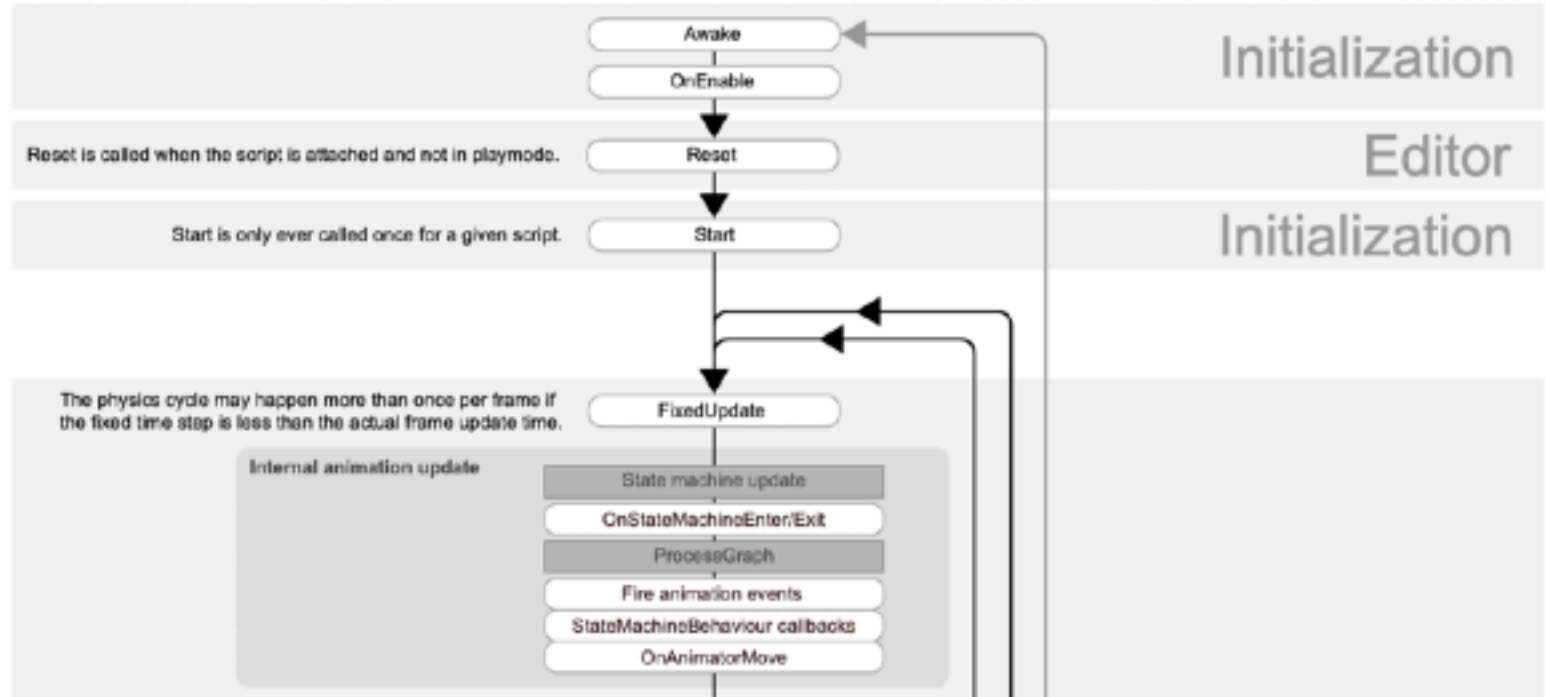 Awake
Initialization
OnEnable
Reset is called when the script is attached and not in playmode.
Reset
Editor
Start is only ever called once for a given script.
Start
Initialization
The physics cycle may happen more than once per frame if
the fixed time step is less than the actual frame update time.
FixedUpdate
Internal animation update
State machine update
OnStateMachineEnter/Exit
ProcessGraph
Fire animation events
StateMachineBehaviour callbacks
OnAnimatorMove